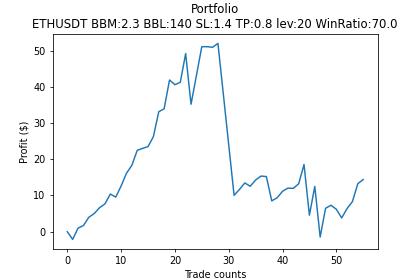 Portfolio
ETHUSDT BBM:2.3 BBL:140 SL:1.4 TP:0.8 lev:20 WinRatio:70.0
50
40
30
20
10
0
Profit ($)
0 10 20 30 40 50
Trade counts